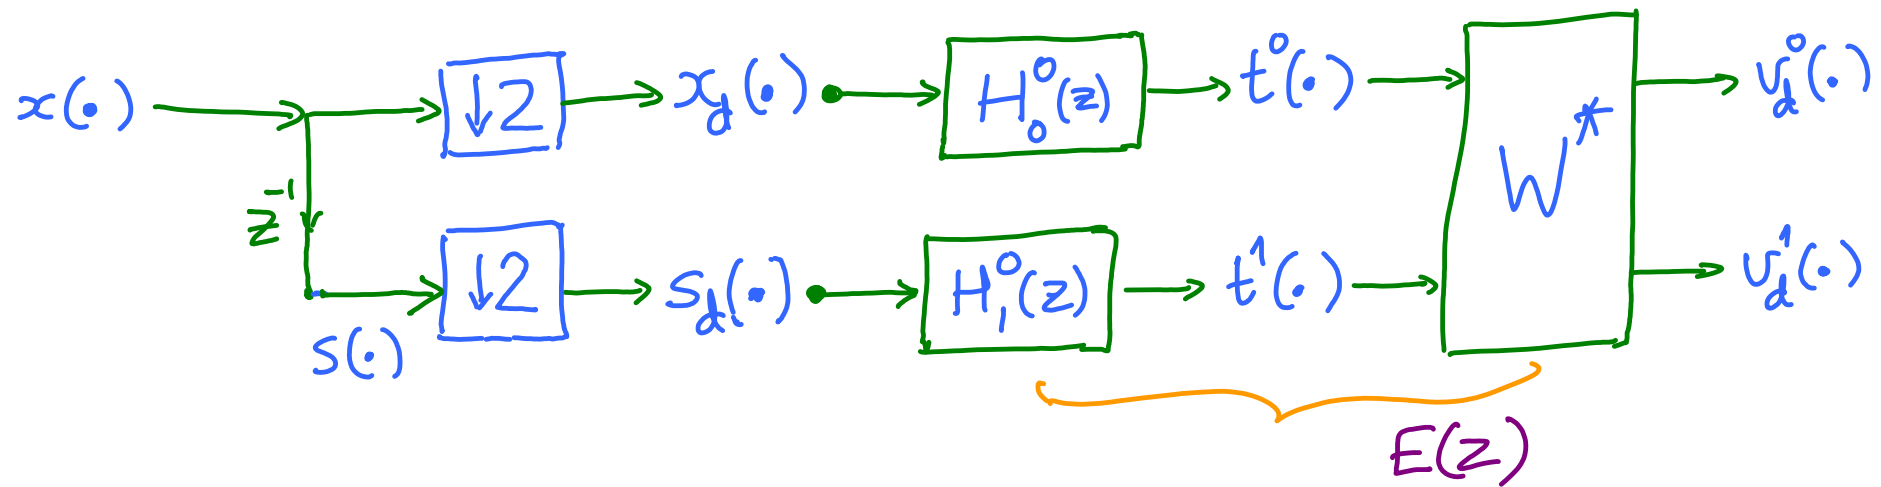 x(·) ↓2 x_d(·) H_0^0(z) t^0(·) W* v_d^0(·)
z^{-1}
s(·) ↓2 s_d(·) H_1^0(z) t^1(·) v_d^1(·)
E(z)